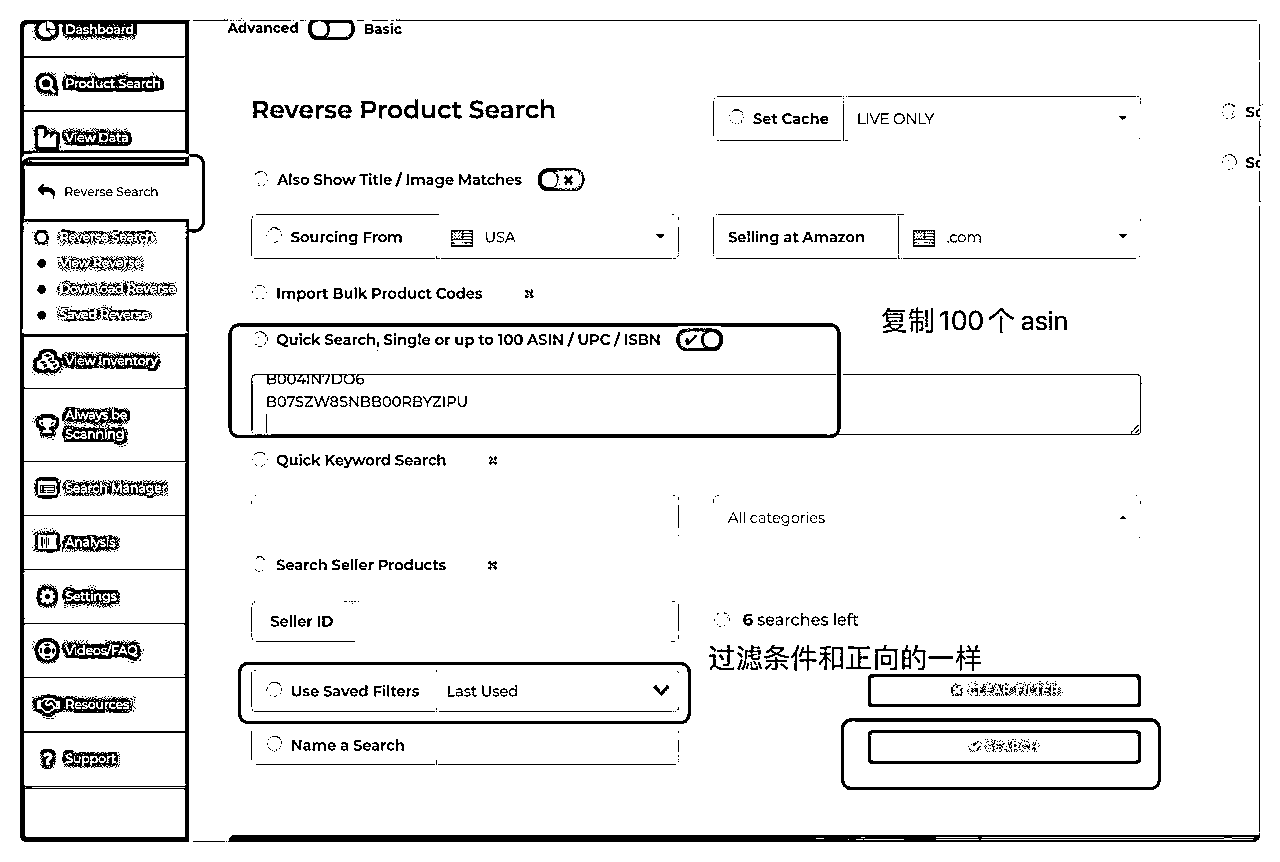 Dashboard
Product Search
View Data
Reverse Search
Reverse Search
View Reverse
Download Reverse
Saved Reverse
View Inventory
Always be
Scanning
Search Manager
Analysis
Settings
Videos/FAQ
Resources
Support
Advanced Basic
Reverse Product Search
Set Cache LIVE ONLY
Also Show Title / Image Matches
Sourcing From USA
Selling at Amazon .com
Import Bulk Product Codes
复制100个 asin
Quick Search, Single or up to 100 ASIN / UPC / ISBN
B004IN7DO6
B07SZW85NBB00RBYZIPU
Quick Keyword Search
All categories
Search Seller Products
Seller ID
6 searches left
过滤条件和正向的一样
Use Saved Filters Last Used
CLEAR FILTER
Name a Search
SEARCH